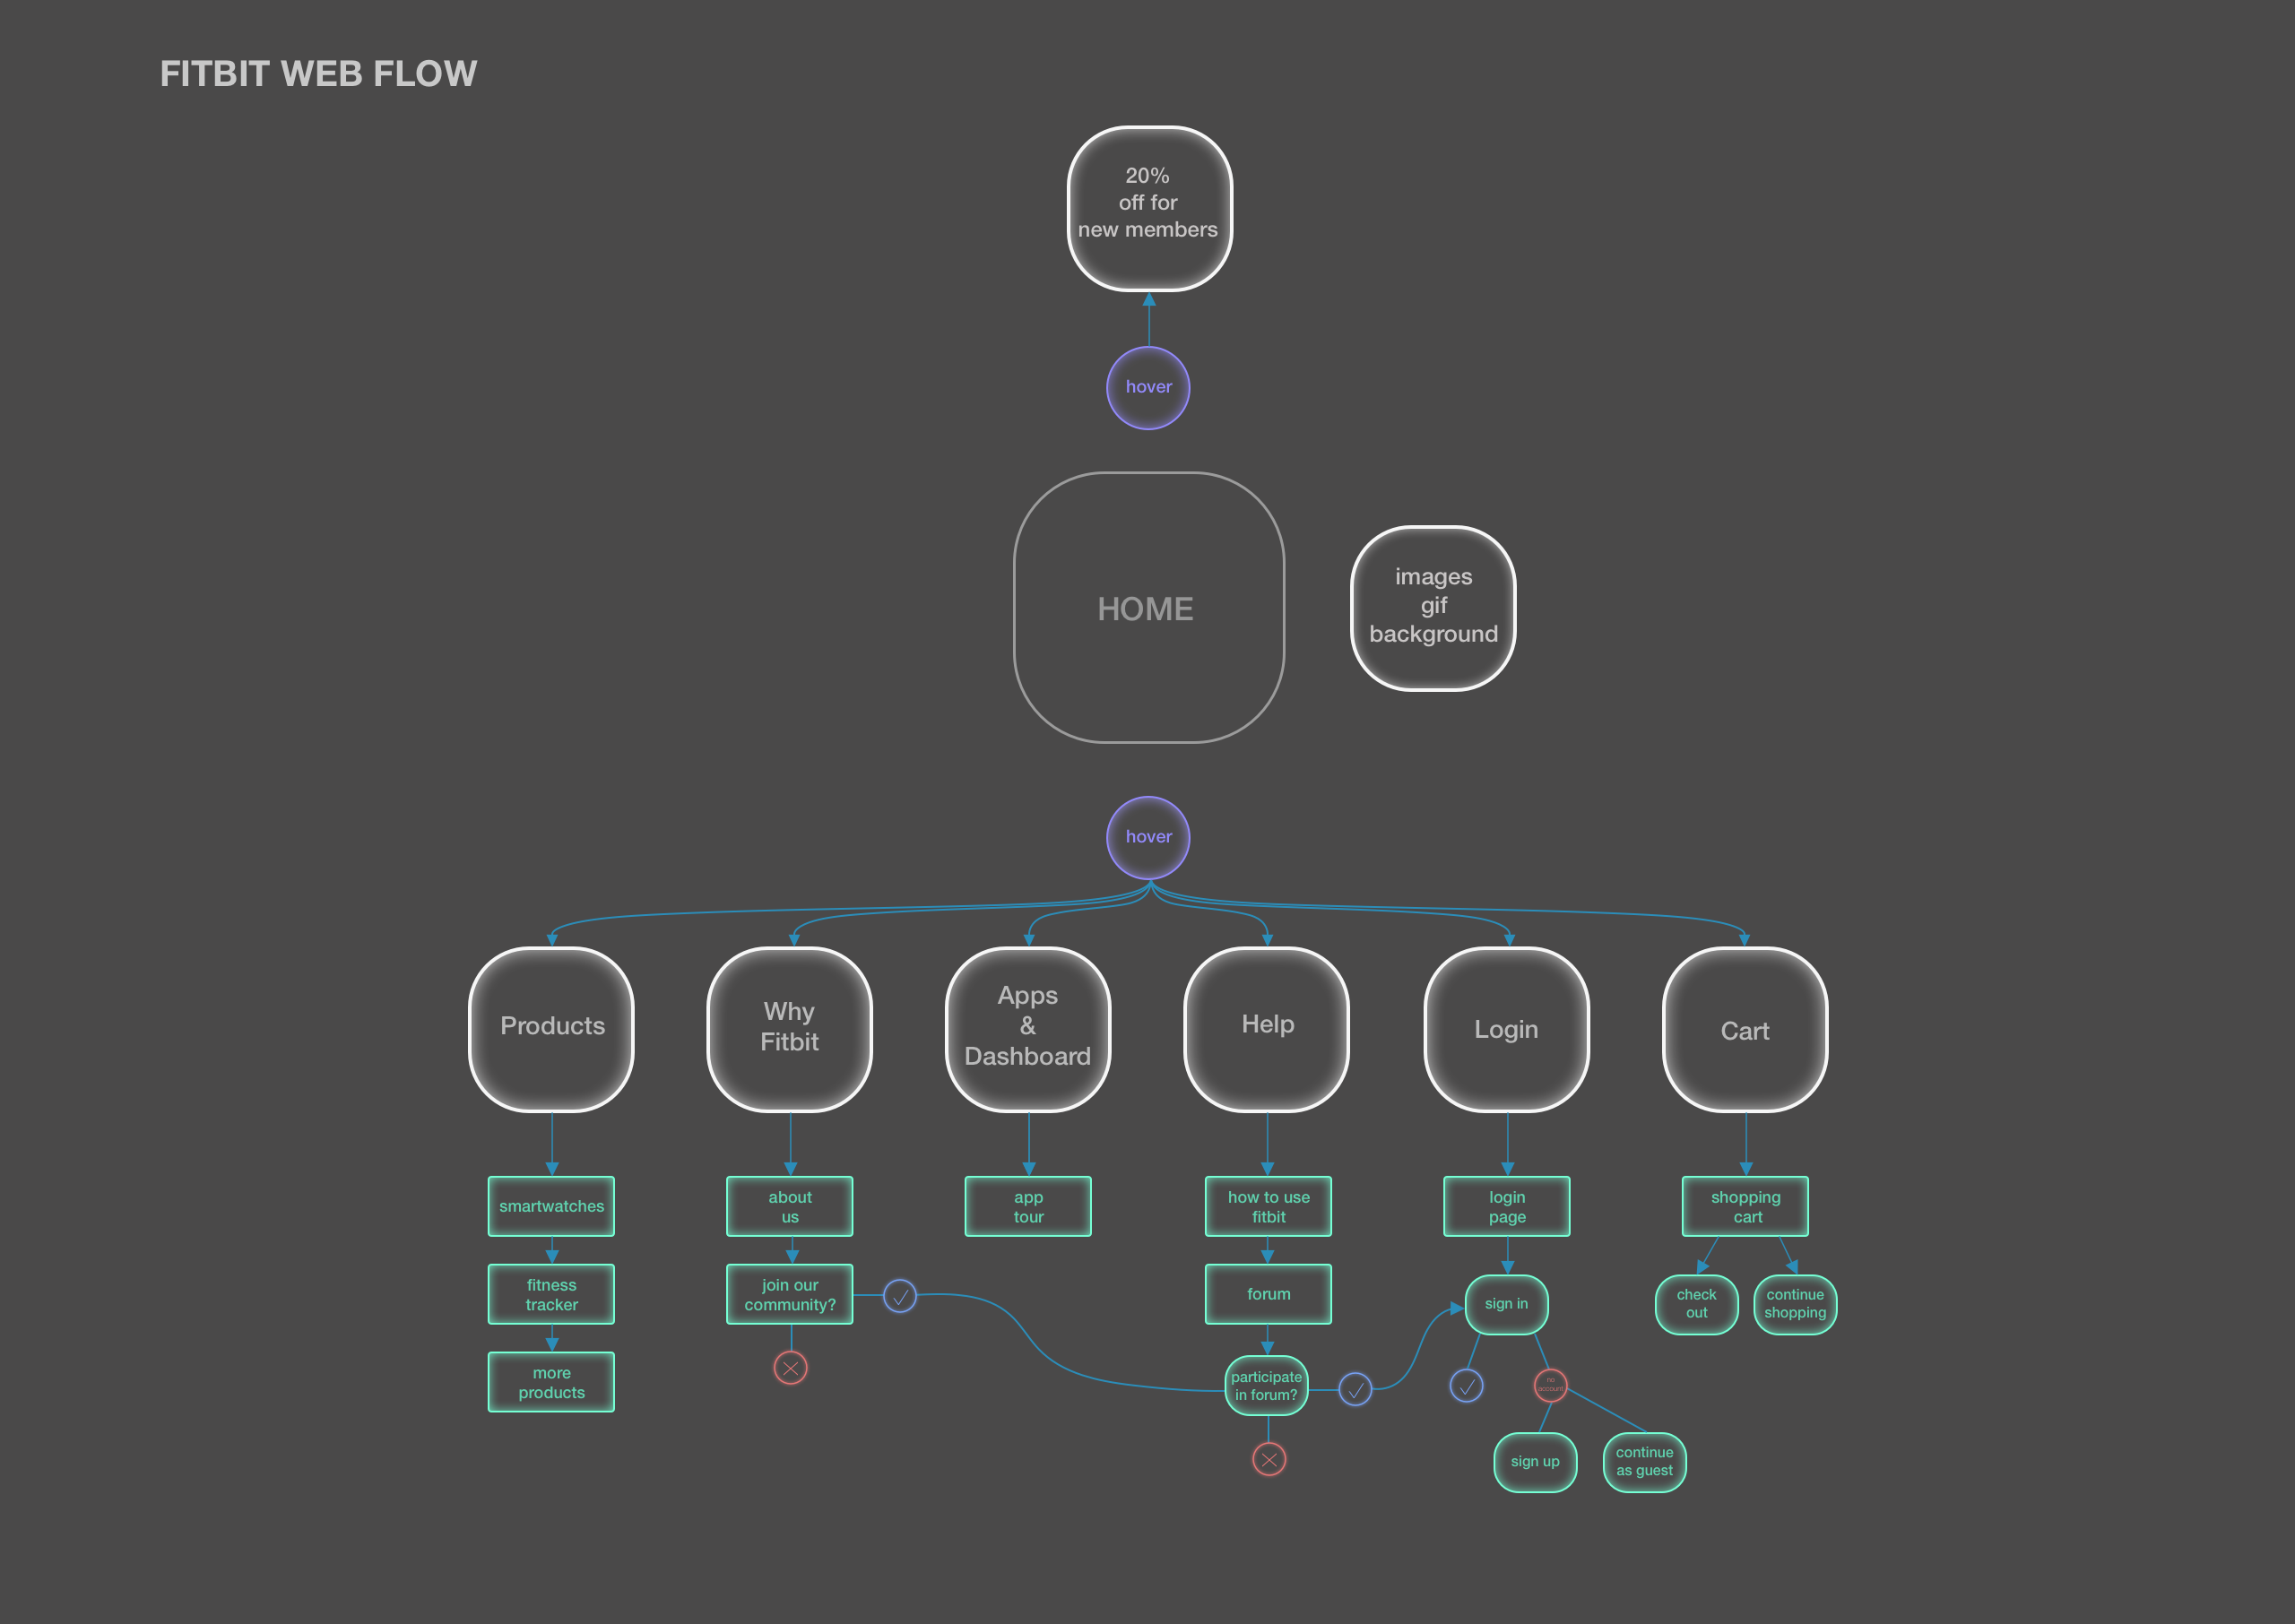 FITBIT WEB FLOW
20%
off for
new members
hover
HOME
images
gif
background
hover
Products
Why
Fitbit
Apps
&
Dashboard
Help
Login
Cart
smartwatches
about
us
app
tour
how to use
fitbit
login
page
shopping
cart
fitness
tracker
join our
community?
forum
sign in
check
out
continue
shopping
more
products
participate
in forum?
no
account
sign up
continue
as guest